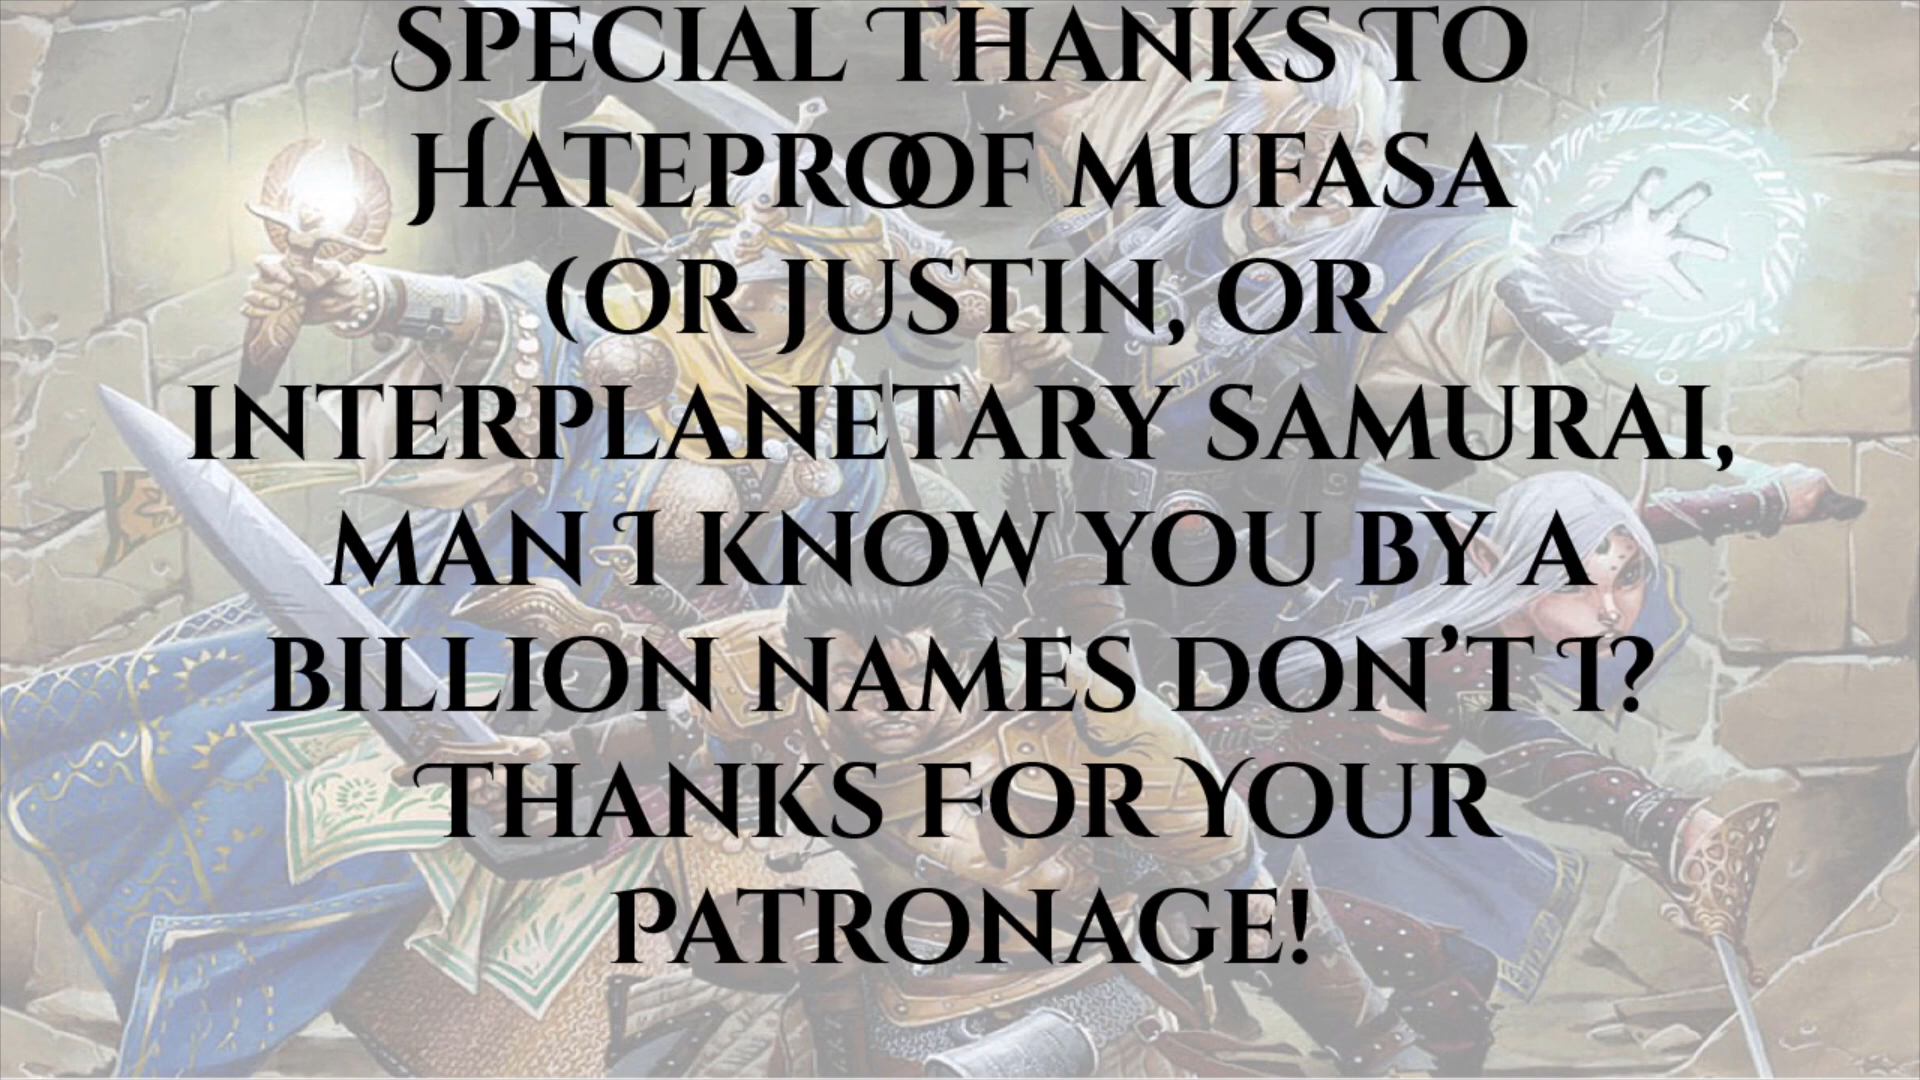 Special Thanks to
Hateproof Mufasa
(or Justin, or
Interplanetary Samurai,
man I know you by a
billion names don’t I?
Thanks For Your
Patronage!